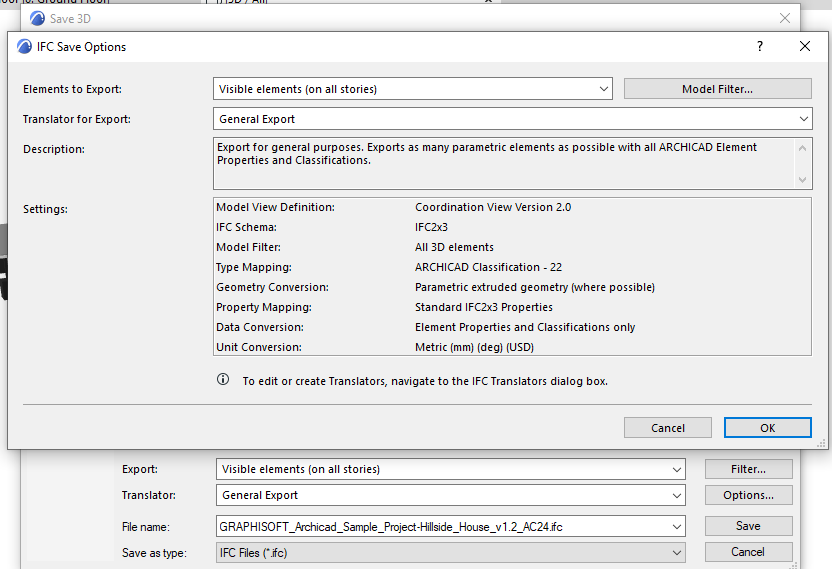 Save 3D
IFC Save Options
?
Elements to Export: Visible elements (on all stories) Model Filter...
Translator for Export: General Export
Description: Export for general purposes. Exports as many parametric elements as possible with all ARCHICAD Element
Properties and Classifications.
Settings: Model View Definition: Coordination View Version 2.0
IFC Schema: IFC2x3
Model Filter: All 3D elements
Type Mapping: ARCHICAD Classification - 22
Geometry Conversion: Parametric extruded geometry (where possible)
Property Mapping: Standard IFC2x3 Properties
Data Conversion: Element Properties and Classifications only
Unit Conversion: Metric (mm) (deg) (USD)
To edit or create Translators, navigate to the IFC Translators dialog box.
Cancel OK
Export: Visible elements (on all stories) Filter...
Translator: General Export Options...
File name: GRAPHISOFT_Archicad_Sample_Project-Hillside_House_v1.2_AC24.ifc Save
Save as type: IFC Files (*.ifc) Cancel